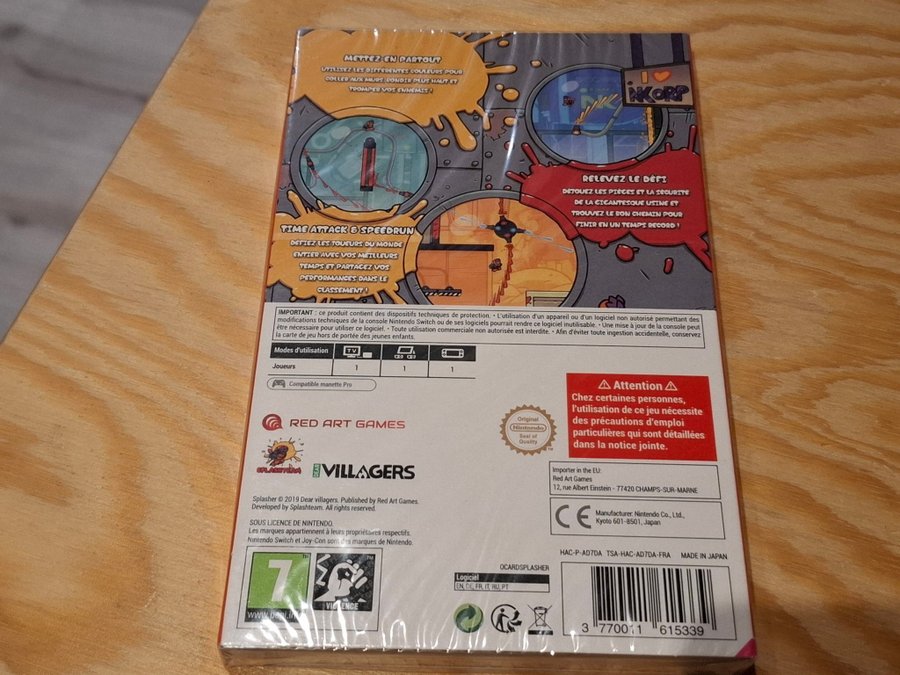 METTEZ EN PARTOUT
UTILISEZ LES DIFFÉRENTES COULEURS POUR
COLLER AUX MURS, BONDIR PLUS HAUT ET
TROMPER VOS ENNEMIS !
I
INKORP
NK
RELEVEZ LE DÉFI
DÉJOUEZ LES PIÈGES ET LA SÉCURITÉ
DE LA GIGANTESQUE USINE ET
TROUVEZ LE BON CHEMIN POUR
FINIR EN UN TEMPS RECORD !
TIME ATTACK & SPEEDRUN
DÉFIEZ LES JOUEURS DU MONDE
ENTIER AVEC VOS MEILLEURS
TEMPS ET PARTAGEZ VOS
PERFORMANCES DANS LE
CLASSEMENT !
IMPORTANT : ce produit contient des dispositifs techniques de protection. • L'utilisation d'un appareil ou d'un logiciel non autorisé permettant des
modifications techniques de la console Nintendo Switch ou de ses logiciels pourrait rendre ce logiciel inutilisable. • Une mise à jour de la console peut
être nécessaire pour utiliser ce logiciel. • Toute utilisation commerciale non autorisée est interdite. • Afin d'éviter toute ingestion accidentelle, conservez
la carte de jeu hors de portée des jeunes enfants.
Modes d'utilisation
TV
Joueurs 1 1 1
Compatible manette Pro
RED ART GAMES
SPLASHTEAM
DEAR VILLAGERS
Original
Nintendo
Seal of
Quality
TM
⚠ Attention ⚠
Chez certaines personnes,
l'utilisation de ce jeu nécessite
des précautions d'emploi
particulières qui sont détaillées
dans la notice jointe.
Importer in the EU:
Red Art Games
12, rue Albert Einstein - 77420 CHAMPS-SUR-MARNE
Splasher © 2019 Dear villagers. Published by Red Art Games.
Developed by Splashteam. All rights reserved.
SOUS LICENCE DE NINTENDO.
Les marques appartiennent à leurs propriétaires respectifs.
Nintendo Switch et Joy-Con sont des marques de Nintendo.
CE
Manufacturer: Nintendo Co., Ltd.,
Kyoto 601-8501, Japan
HAC-P-AD7DA TSA-HAC-AD7DA-FRA MADE IN JAPAN
7
VIOLENCE
OCARDSPLASHER
Logiciel
EN, DE, FR, IT, RU, PT
3 770011 615339